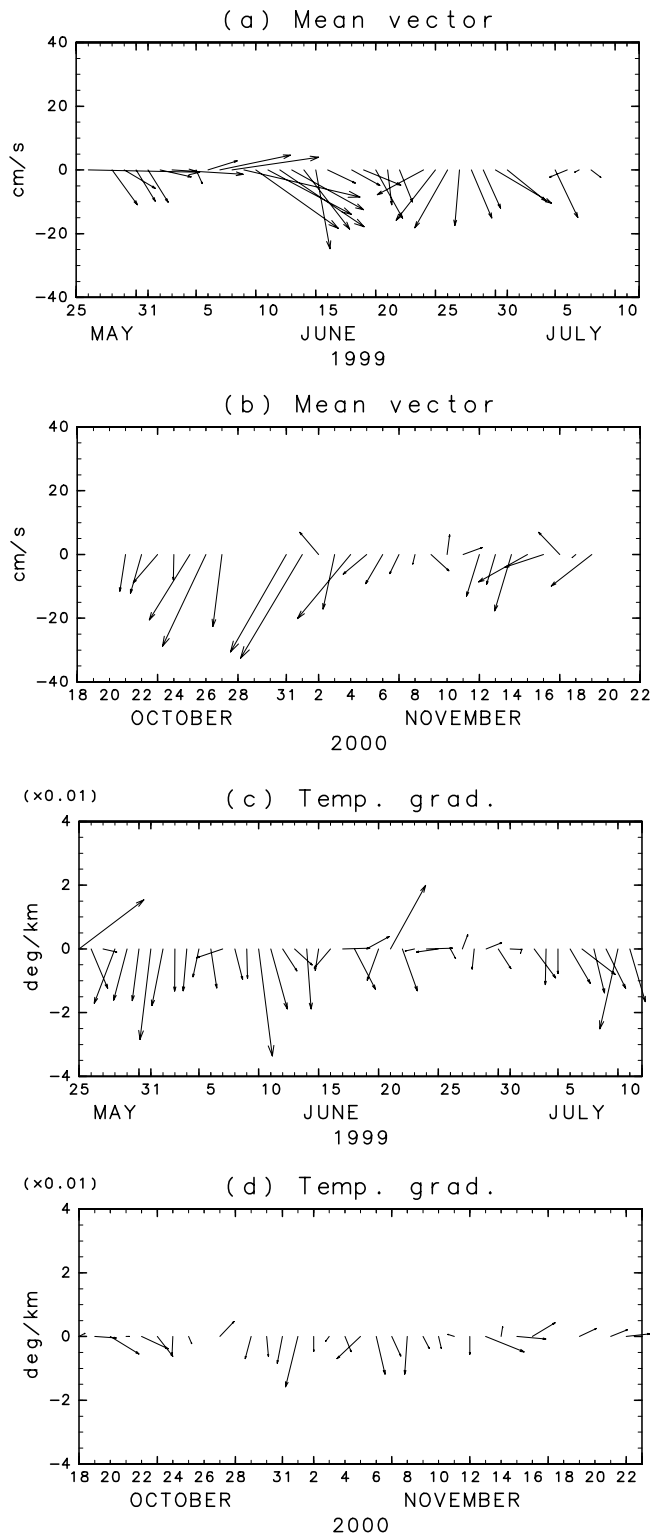 (a) Mean vector
40
20
0
−20
−40
cm/s
25 31 5 10 15 20 25 30 5 10
MAY JUNE JULY
1999
(b) Mean vector
40
20
0
−20
−40
cm/s
18 20 22 24 26 28 31 2 4 6 8 10 12 14 16 18 20 22
OCTOBER NOVEMBER
2000
(×0.01) (c) Temp. grad.
4
2
0
−2
−4
deg/km
25 31 5 10 15 20 25 30 5 10
MAY JUNE JULY
1999
(×0.01) (d) Temp. grad.
4
2
0
−2
−4
deg/km
18 20 22 24 26 28 31 2 4 6 8 10 12 14 16 18 20 22
OCTOBER NOVEMBER
2000